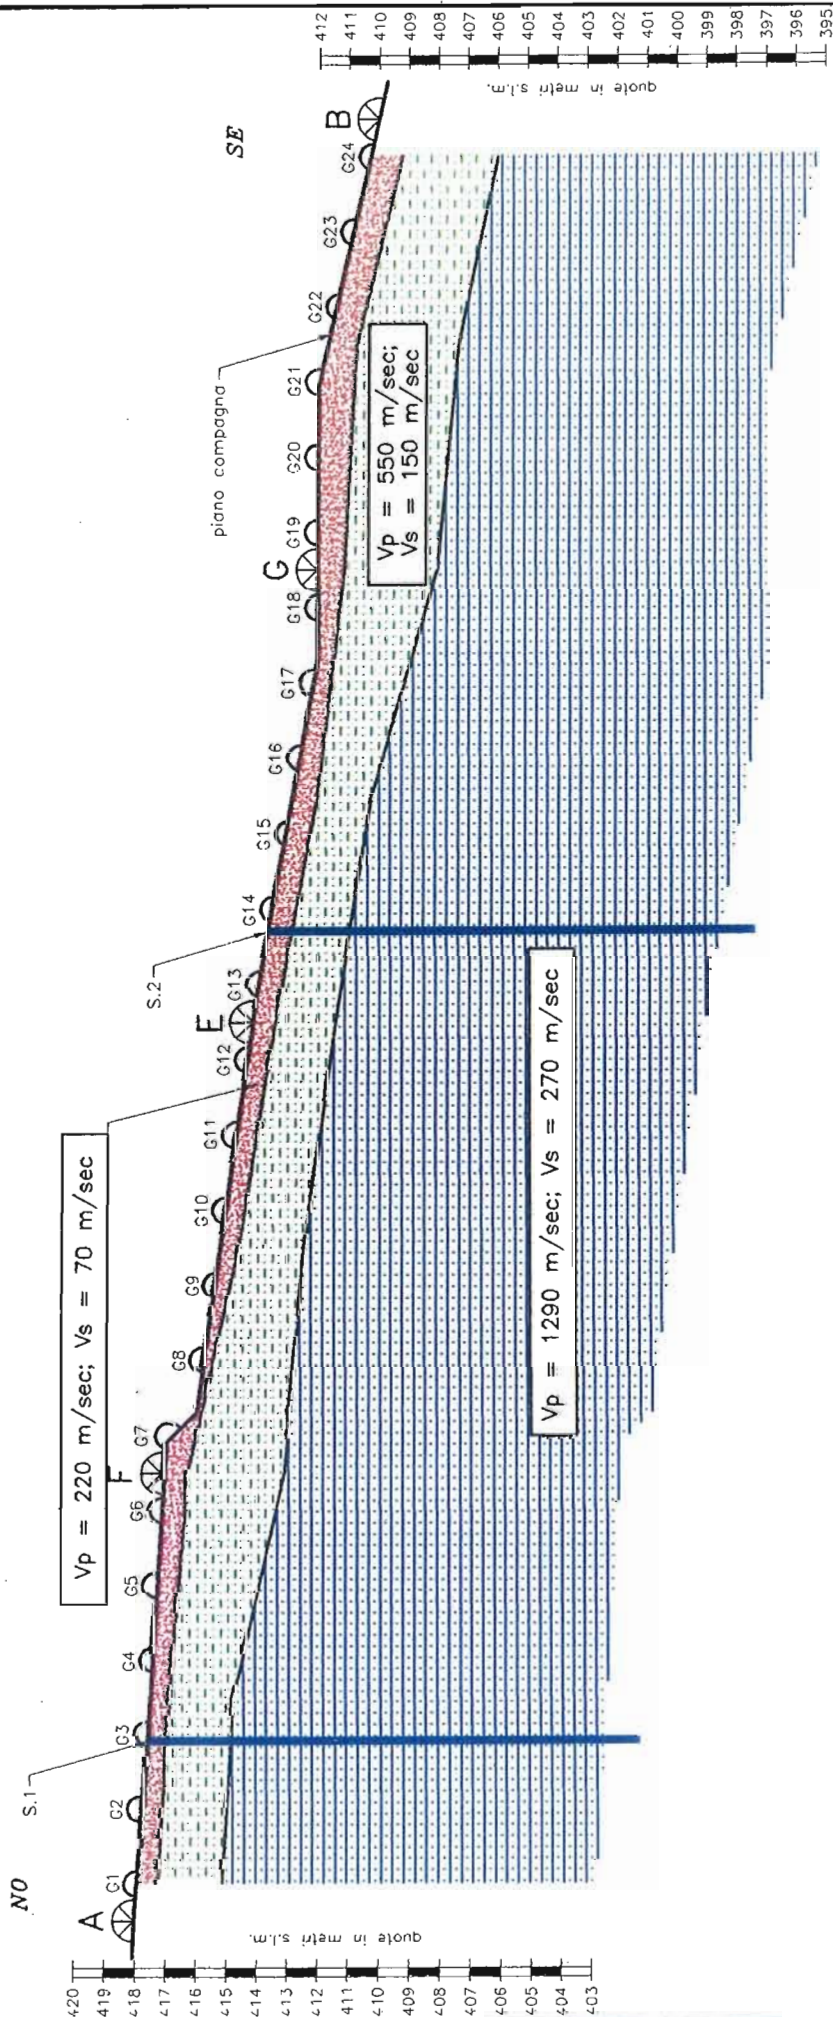 NO
SE
S.1
S.2
A
G1
G2
G3
G4
G5
G6
F
G7
G8
G9
G10
G11
G12
E
G13
G14
G15
G16
G17
G18
G
G19
G20
G21
G22
G23
G24
B
piano compagna
Vp = 220 m/sec; Vs = 70 m/sec
Vp = 550 m/sec;
Vs = 150 m/sec
Vp = 1290 m/sec; Vs = 270 m/sec
quote in metri s.l.m.
420
419
418
417
416
415
414
413
412
411
410
409
408
407
406
405
404
403
quote in metri s.l.m.
412
411
410
409
408
407
406
405
404
403
402
401
400
399
398
397
396
395